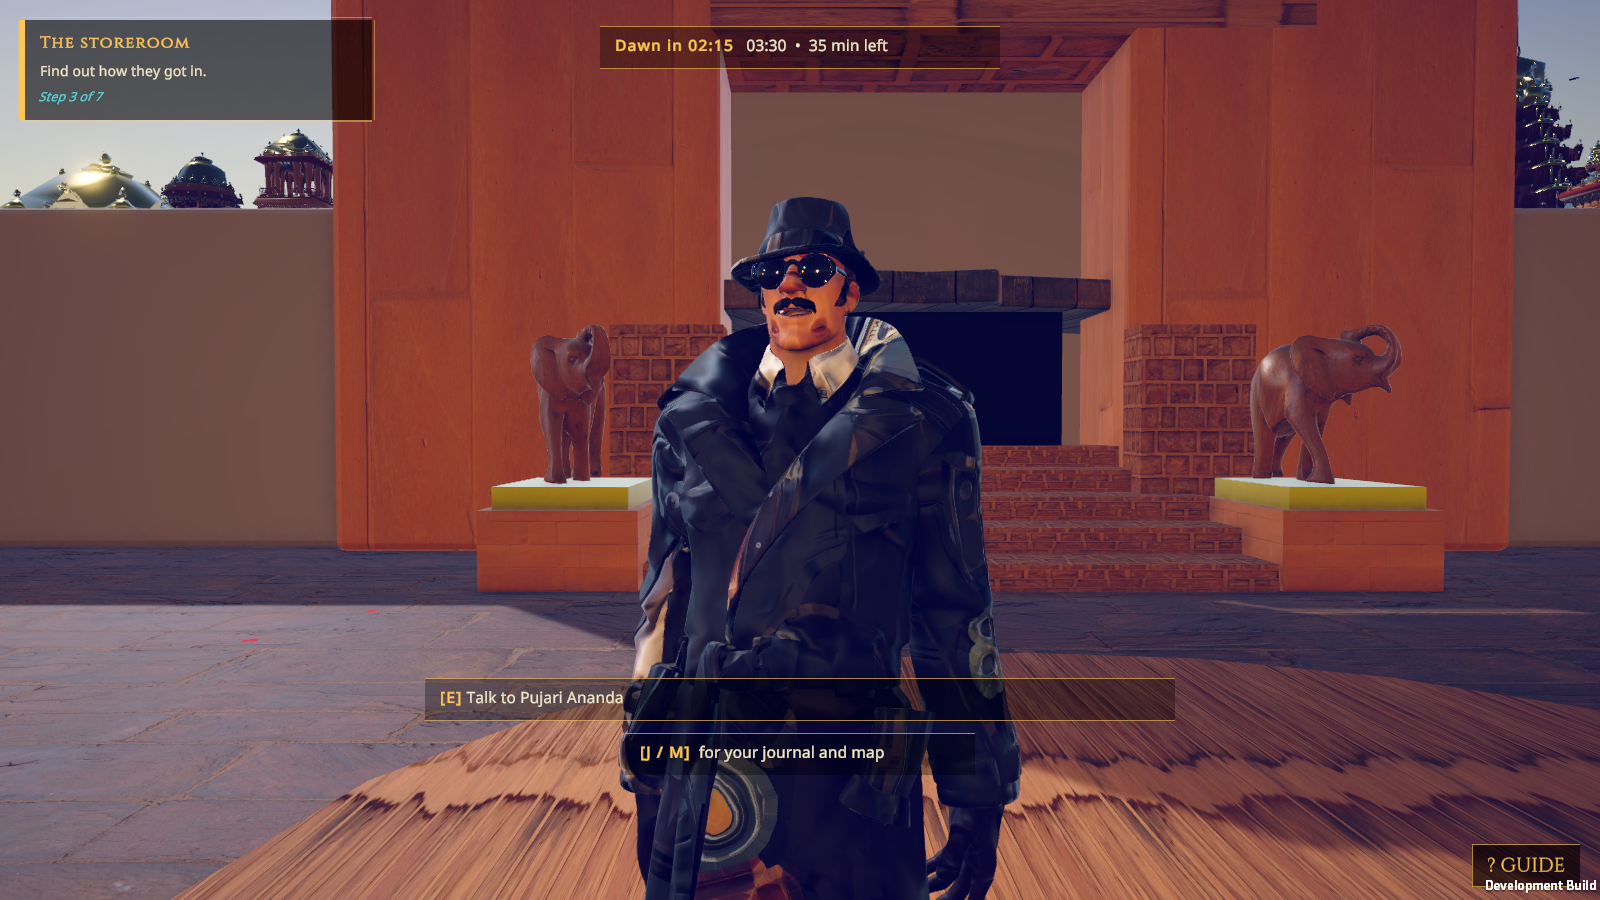 THE STOREROOM
Find out how they got in.
Step 3 of 7
Dawn in 02:15 03:30 • 35 min left
[E] Talk to Pujari Ananda
[J / M] for your journal and map
? GUIDE
Development Build